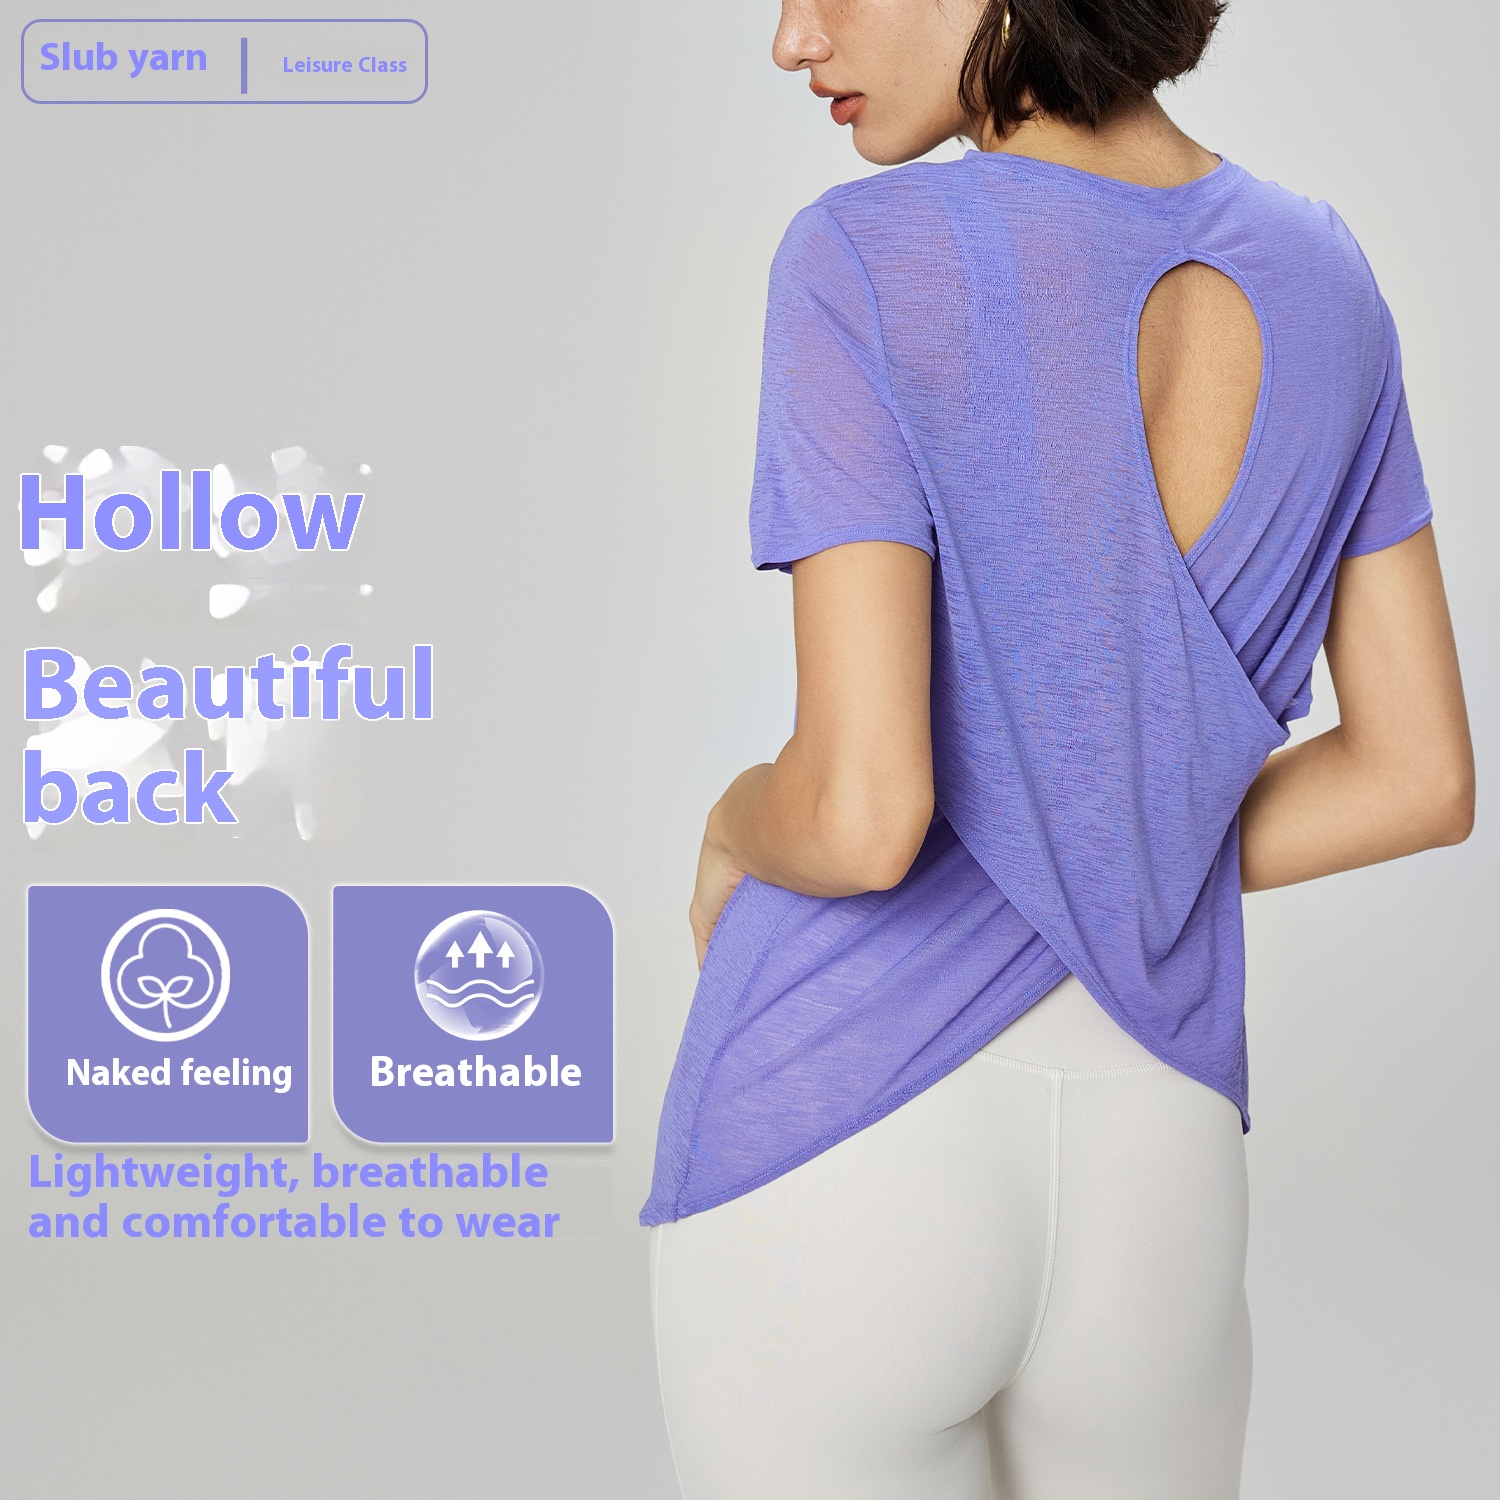 Slub yarn | Leisure Class
Hollow
Beautiful
back
Naked feeling
Breathable
Lightweight, breathable
and comfortable to wear